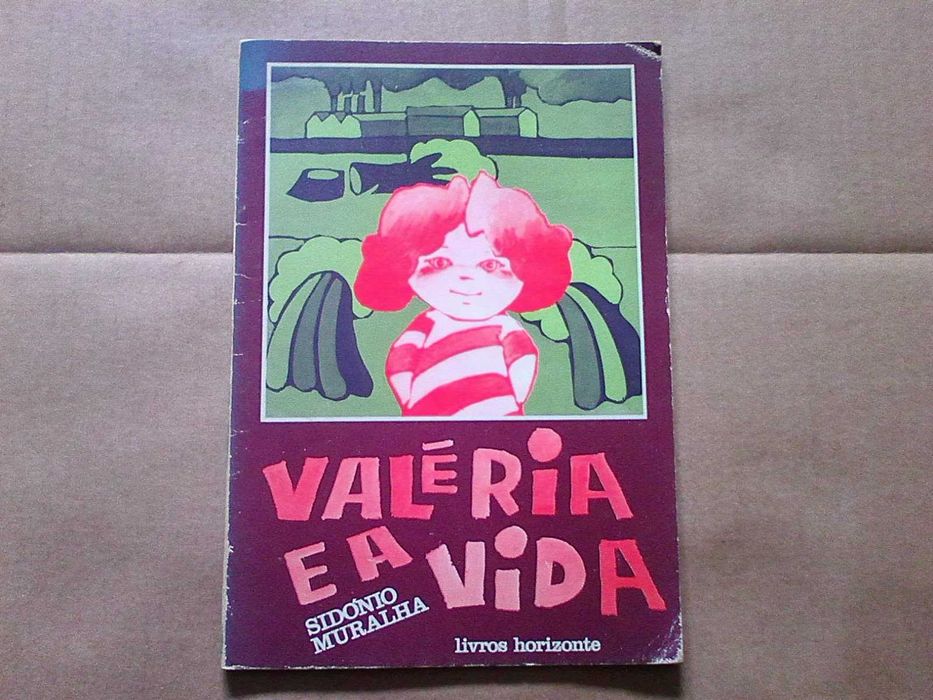 VALÉRiA
E A ViDA
SIDÓNIO
MURALHA
livros horizonte